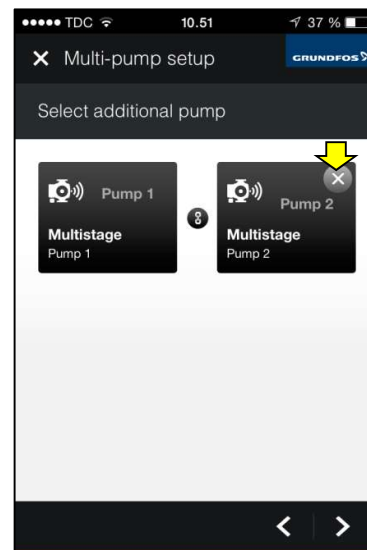 TDC 10.51 37 %
Multi-pump setup GRUNDFOS
Select additional pump
Pump 1
Multistage
Pump 1
Pump 2
Multistage
Pump 2